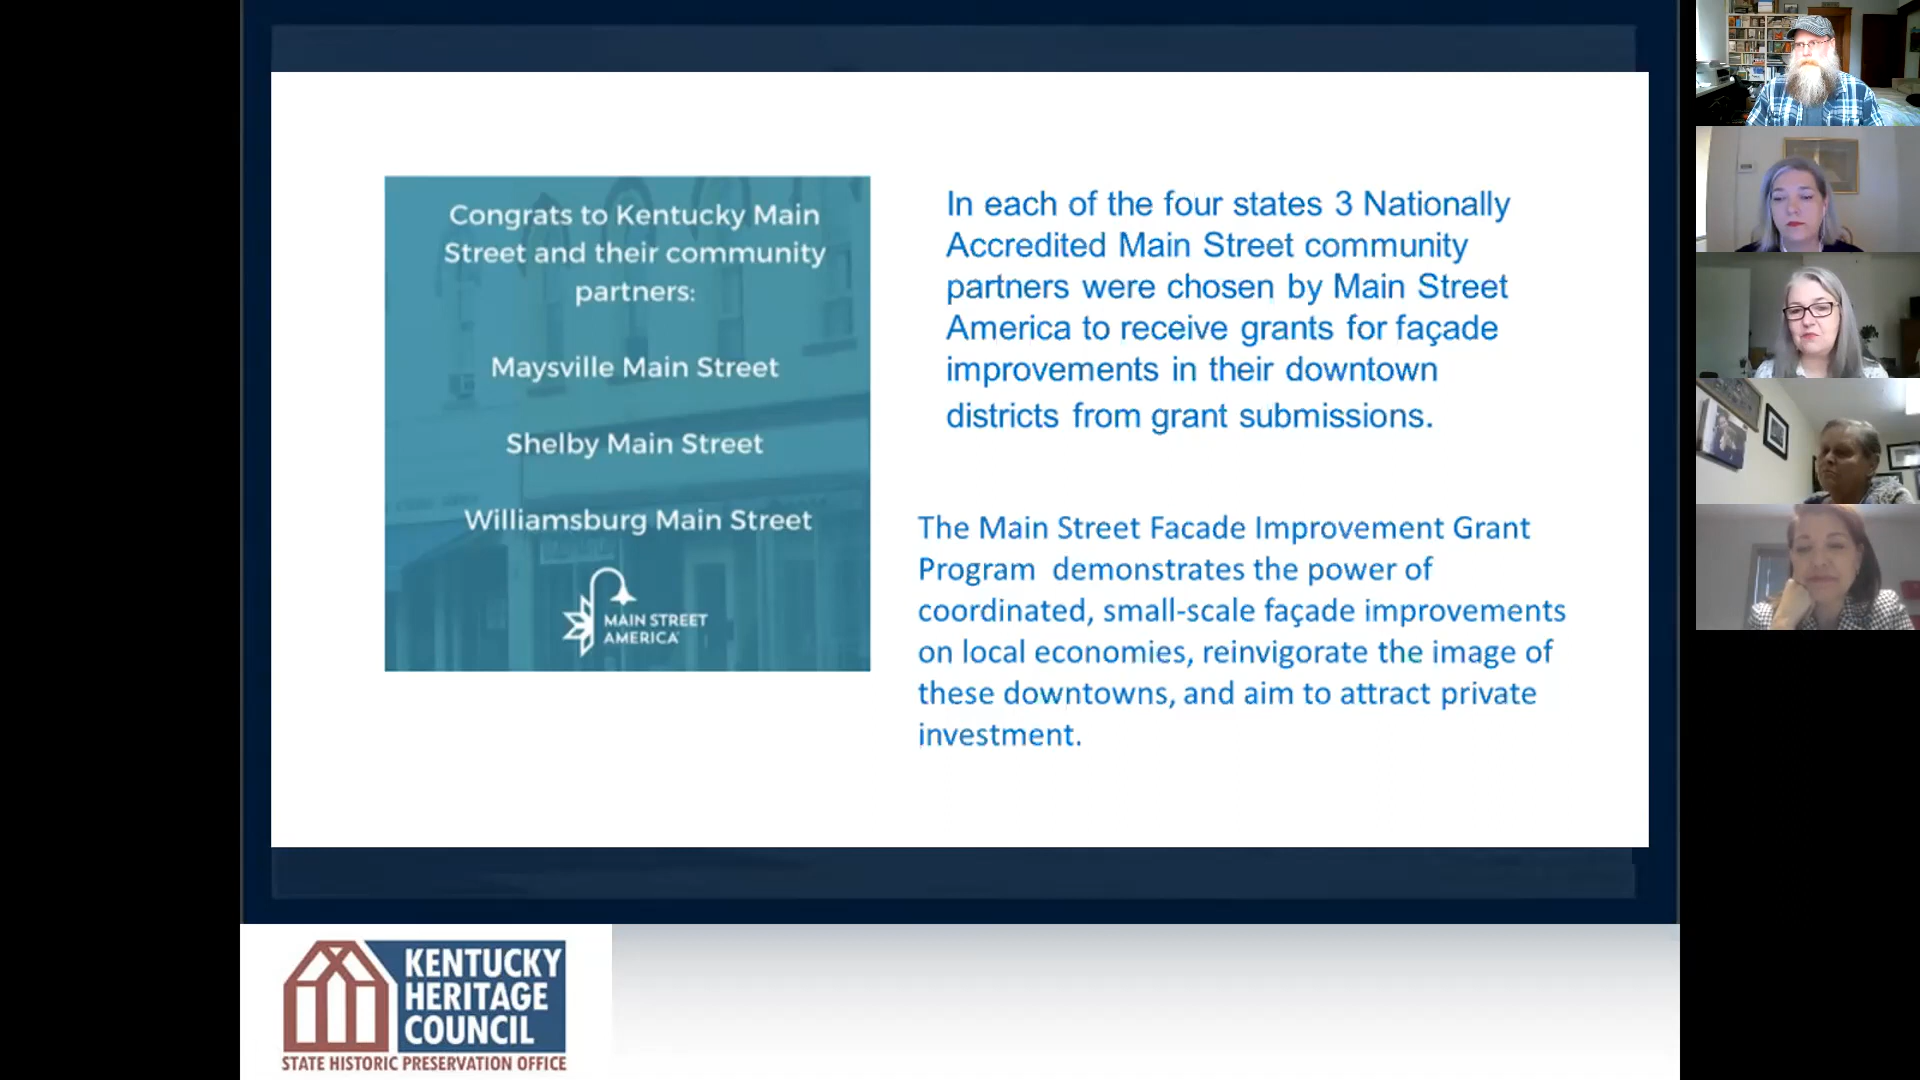 Congrats to Kentucky Main
Street and their community
partners:
Maysville Main Street
Shelby Main Street
Williamsburg Main Street
MAIN STREET
AMERICA
In each of the four states 3 Nationally
Accredited Main Street community
partners were chosen by Main Street
America to receive grants for façade
improvements in their downtown
districts from grant submissions.
The Main Street Facade Improvement Grant
Program demonstrates the power of
coordinated, small-scale façade improvements
on local economies, reinvigorate the image of
these downtowns, and aim to attract private
investment.
KENTUCKY
HERITAGE
COUNCIL
STATE HISTORIC PRESERVATION OFFICE